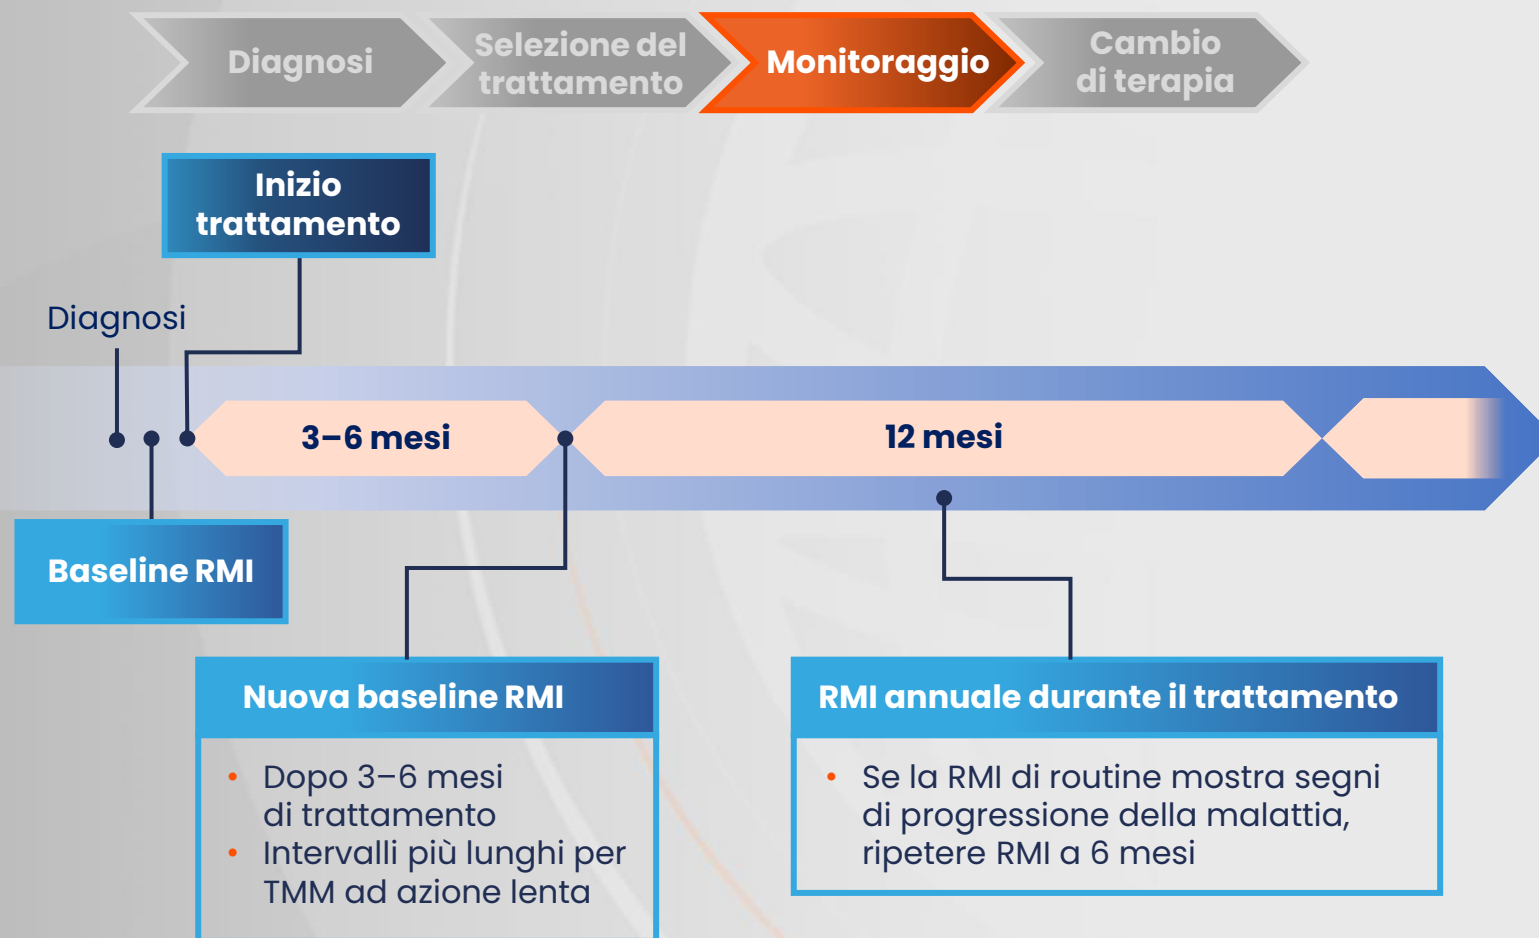 Diagnosi
Selezione del
trattamento
Monitoraggio
Cambio
di terapia
Inizio
trattamento
Diagnosi
3–6 mesi
12 mesi
Baseline RMI
Nuova baseline RMI
• Dopo 3–6 mesi
di trattamento
• Intervalli più lunghi per
TMM ad azione lenta
RMI annuale durante il trattamento
• Se la RMI di routine mostra segni
di progressione della malattia,
ripetere RMI a 6 mesi